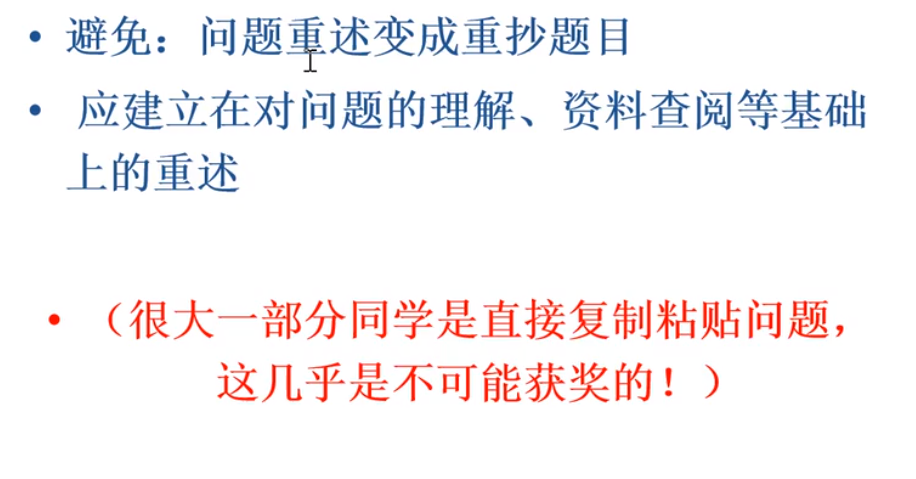 • 避免：问题重述变成重抄题目
• 应建立在对问题的理解、资料查阅等基础
上的重述
• （很大一部分同学是直接复制粘贴问题，
这几乎是不可能获奖的！）